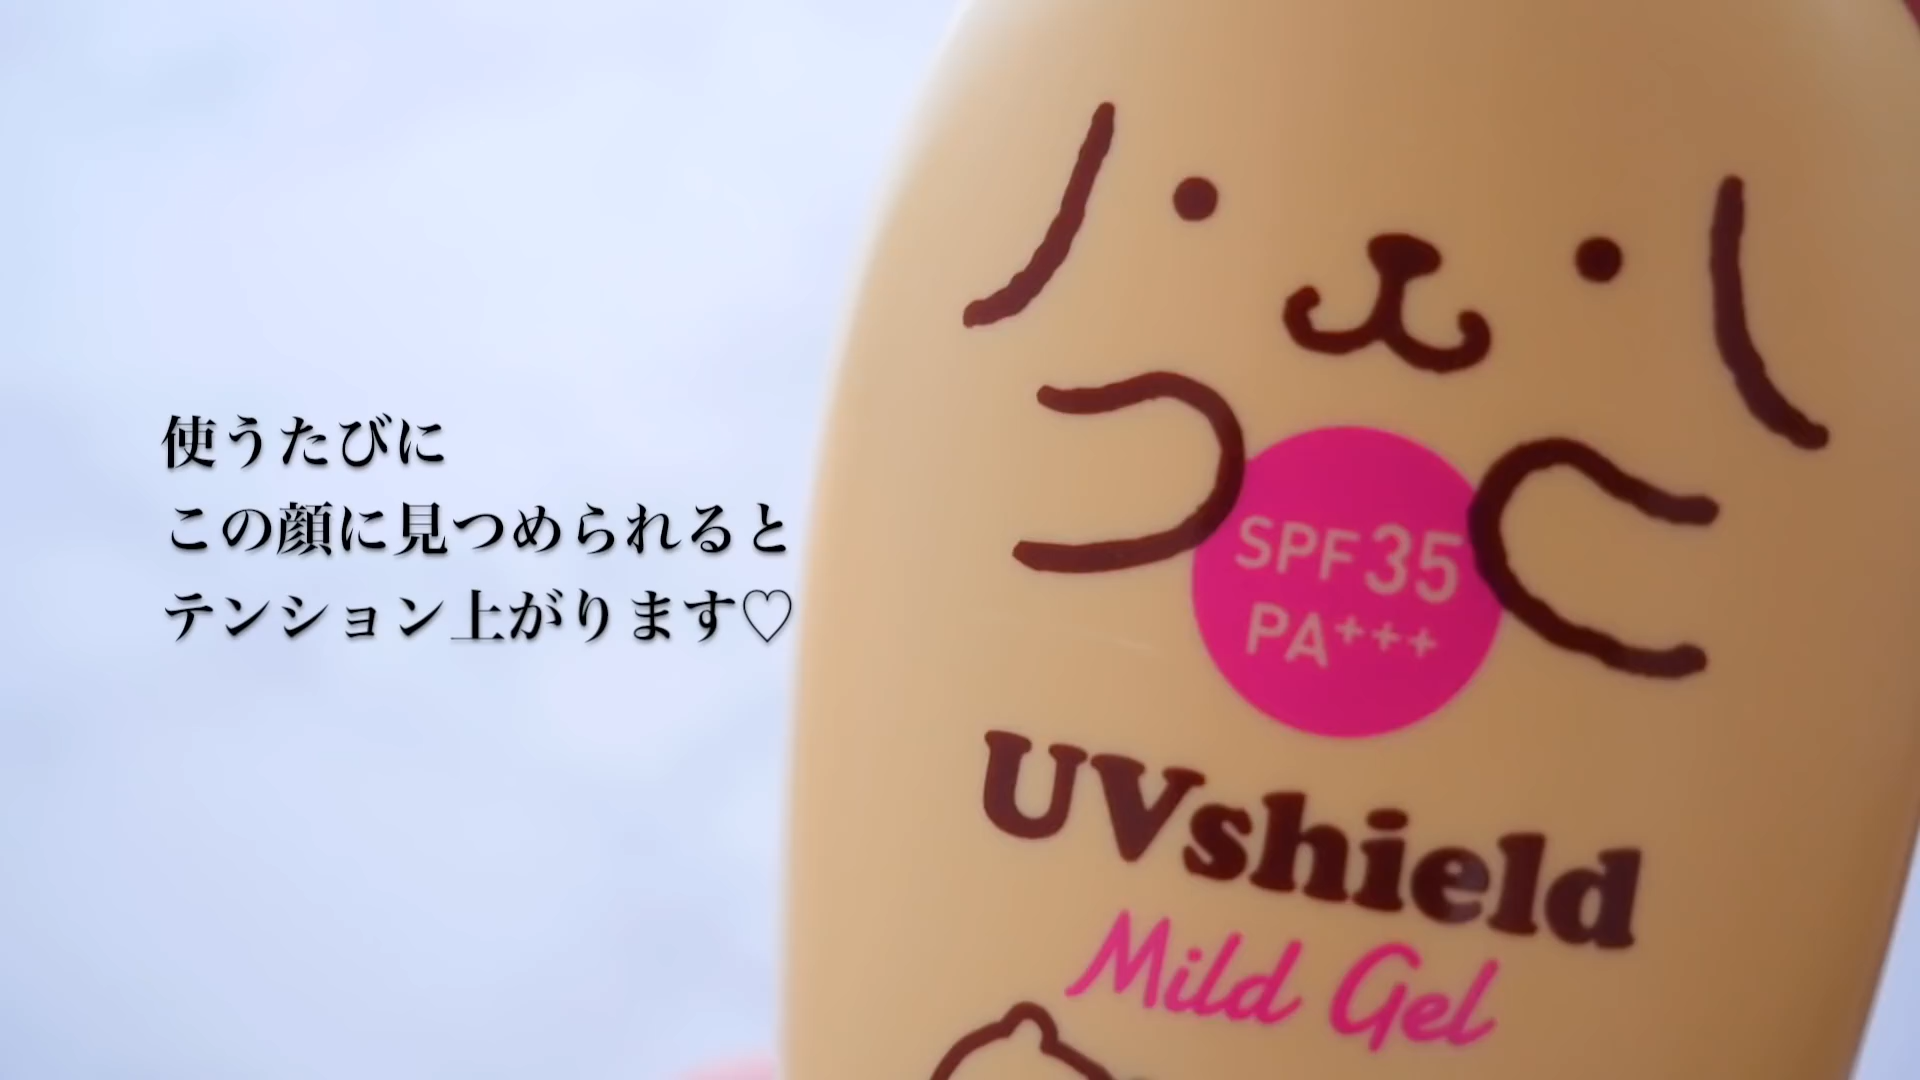 使うたびに
この顔に見つめられると
テンション上がります♡
SPF35
PA+++
UVshield
Mild Gel